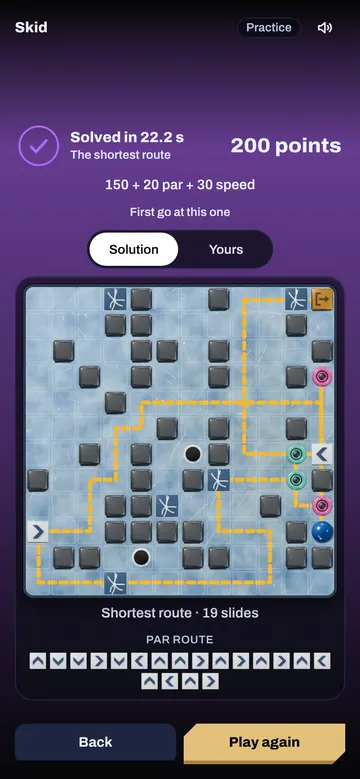 Skid
Practice
Solved in 22.2 s
The shortest route
200 points
150 + 20 par + 30 speed
First go at this one
Solution
Yours
Shortest route · 19 slides
PAR ROUTE
Back
Play again